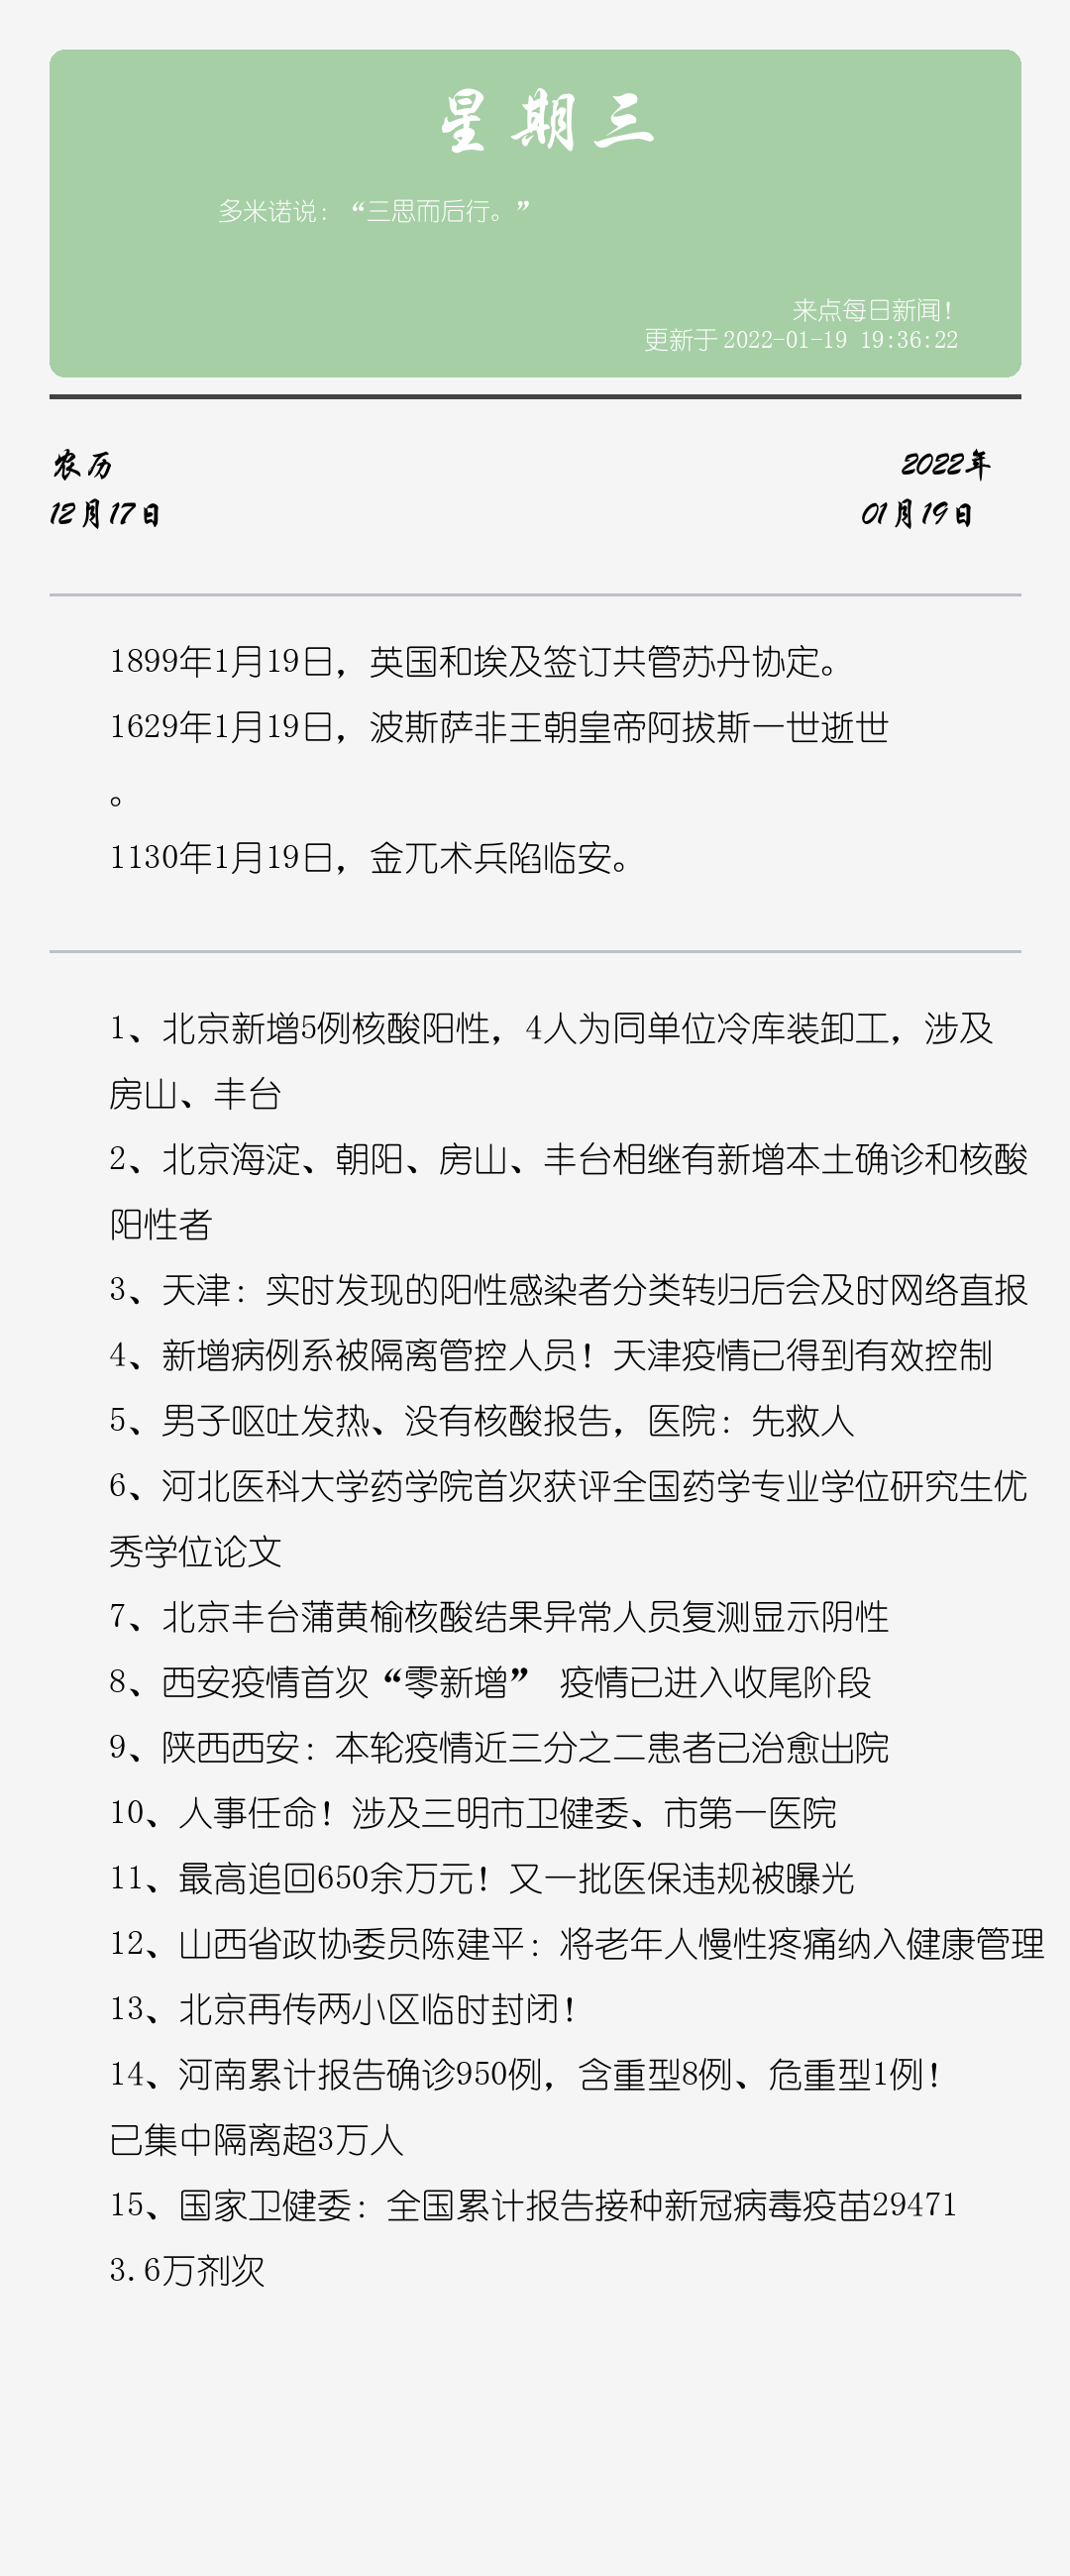 星期三
多米诺说：“三思而后行。”
来点每日新闻！
更新于 2022-01-19 19:36:22
农历
2022年
12月17日
01月19日
1899年1月19日，英国和埃及签订共管苏丹协定。
1629年1月19日，波斯萨非王朝皇帝阿拔斯一世逝世
。
1130年1月19日，金兀术兵陷临安。
1、北京新增5例核酸阳性，4人为同单位冷库装卸工，涉及
房山、丰台
2、北京海淀、朝阳、房山、丰台相继有新增本土确诊和核酸
阳性者
3、天津：实时发现的阳性感染者分类转归后会及时网络直报
4、新增病例系被隔离管控人员！天津疫情已得到有效控制
5、男子呕吐发热、没有核酸报告，医院：先救人
6、河北医科大学药学院首次获评全国药学专业学位研究生优
秀学位论文
7、北京丰台蒲黄榆核酸结果异常人员复测显示阴性
8、西安疫情首次“零新增” 疫情已进入收尾阶段
9、陕西西安：本轮疫情近三分之二患者已治愈出院
10、人事任命！涉及三明市卫健委、市第一医院
11、最高追回650余万元！又一批医保违规被曝光
12、山西省政协委员陈建平：将老年人慢性疼痛纳入健康管理
13、北京再传两小区临时封闭！
14、河南累计报告确诊950例，含重型8例、危重型1例！
已集中隔离超3万人
15、国家卫健委：全国累计报告接种新冠病毒疫苗29471
3.6万剂次